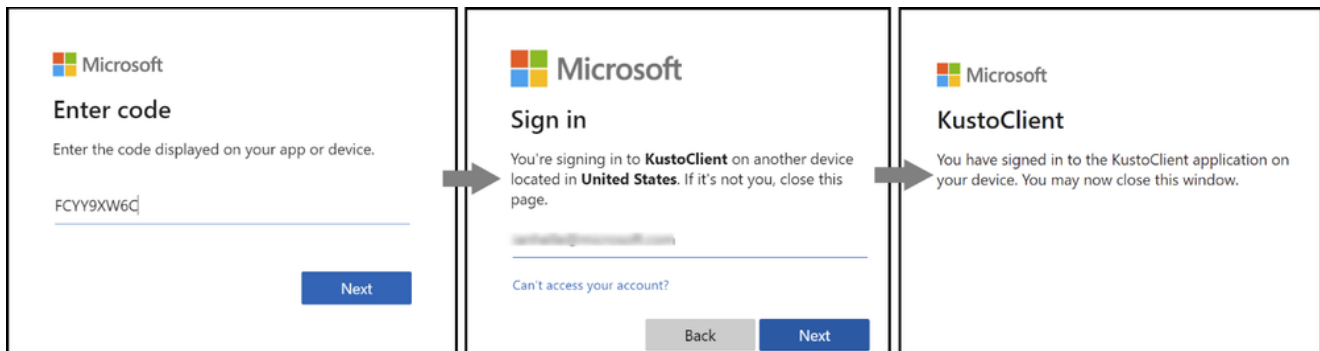 Microsoft
Enter code
Enter the code displayed on your app or device.
FCYY9XW6C
Next
Microsoft
Sign in
You're signing in to KustoClient on another device
located in United States. If it's not you, close this
page.
Can't access your account?
Back
Next
Microsoft
KustoClient
You have signed in to the KustoClient application on
your device. You may now close this window.